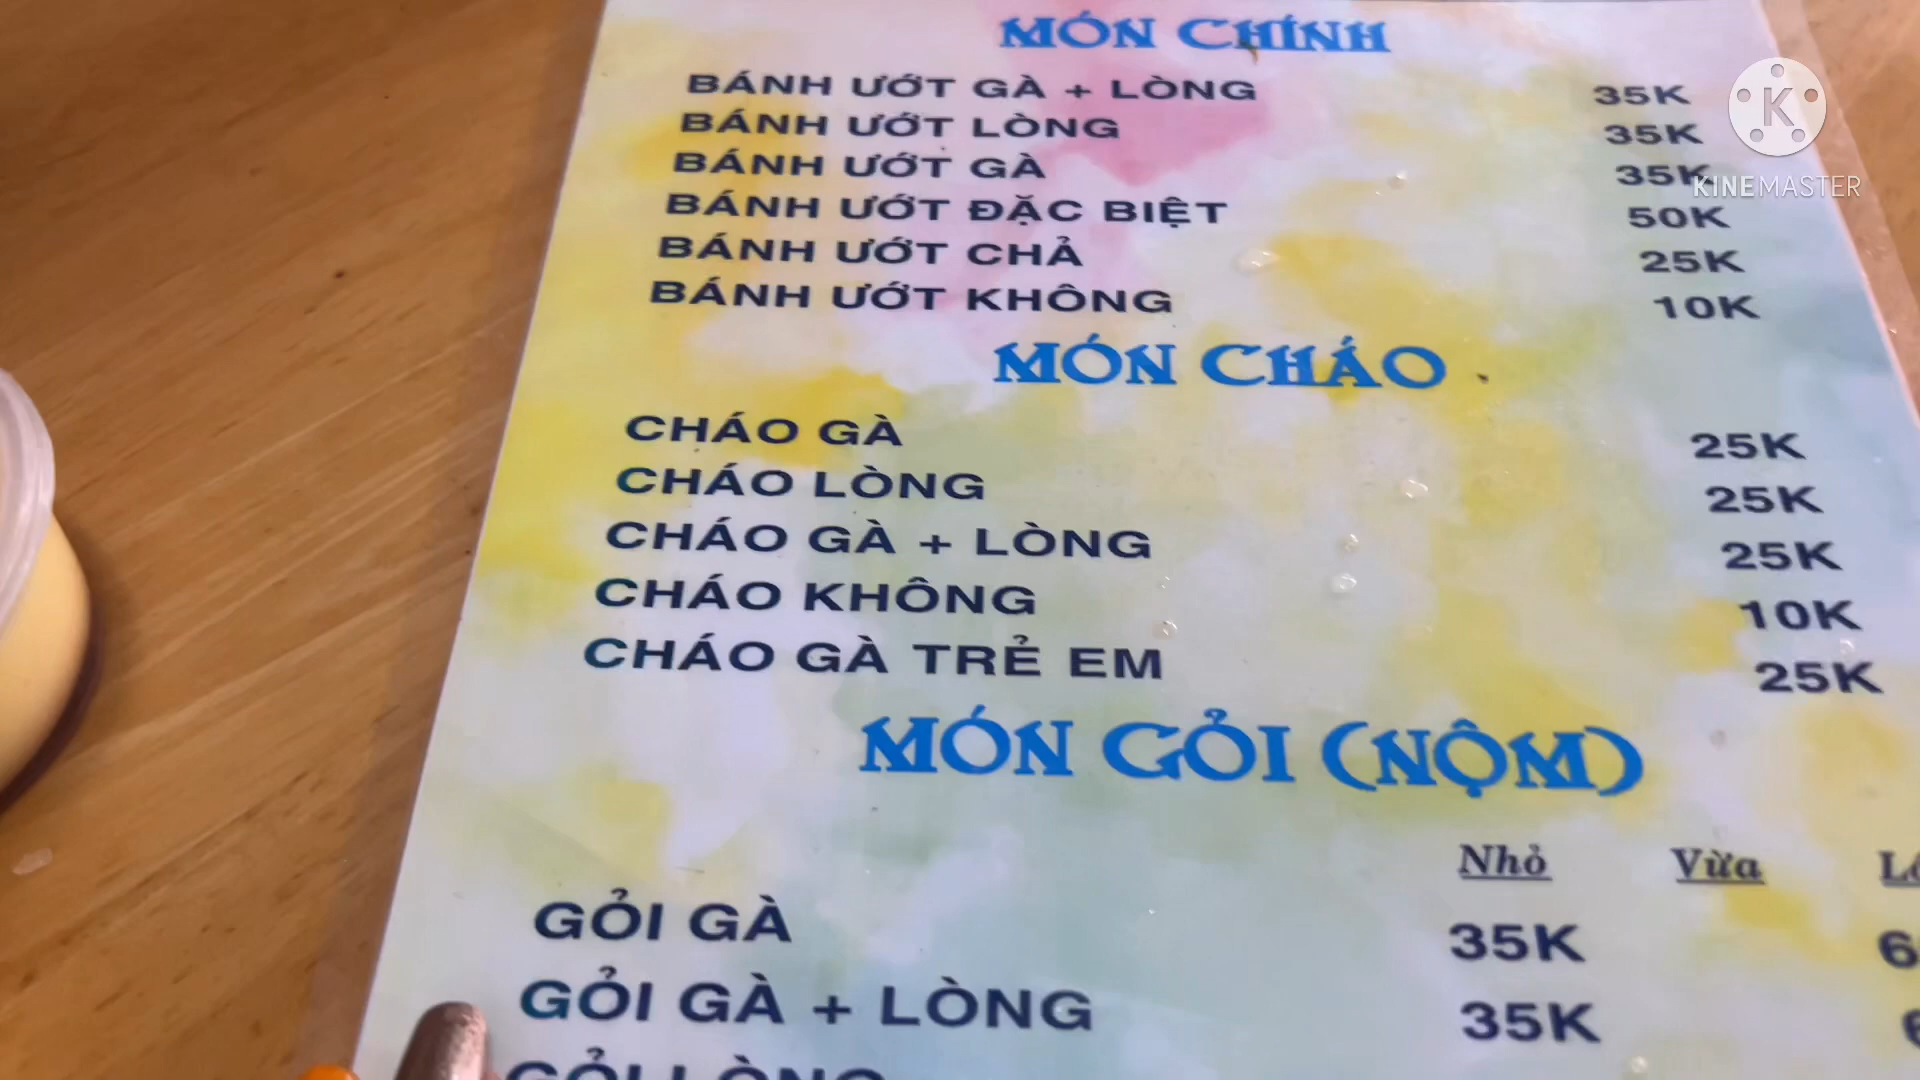 MÓN CHÍNH
BÁNH ƯỚT GÀ + LÒNG 35K
BÁNH ƯỚT LÒNG 35K
BÁNH ƯỚT GÀ 35K
BÁNH ƯỚT ĐẶC BIỆT 50K
BÁNH ƯỚT CHẢ 25K
BÁNH ƯỚT KHÔNG 10K
KINEMASTER
MÓN CHÁO
CHÁO GÀ 25K
CHÁO LÒNG 25K
CHÁO GÀ + LÒNG 25K
CHÁO KHÔNG 10K
CHÁO GÀ TRẺ EM 25K
MÓN GỎI (NỘM)
Nhỏ Vừa
GỎI GÀ 35K
GỎI GÀ + LÒNG 35K
GỎI LÒNG